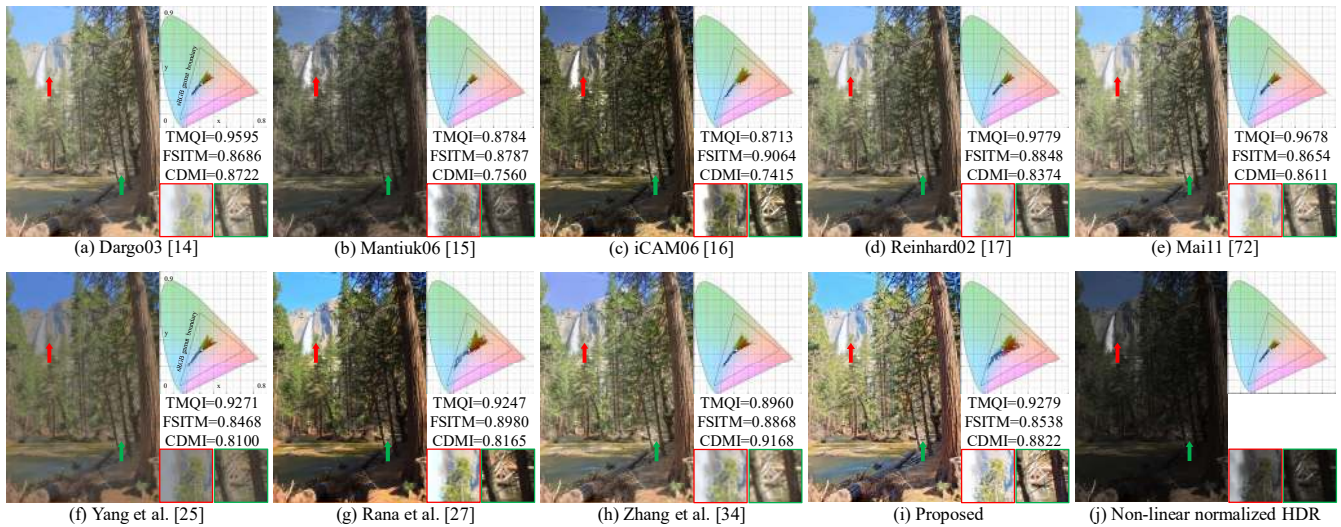 0.9
y
sRGB gamut boundary
0
x
0.8
TMQI=0.9595
FSITM=0.8686
CDMI=0.8722
TMQI=0.8784
FSITM=0.8787
CDMI=0.7560
TMQI=0.8713
FSITM=0.9064
CDMI=0.7415
TMQI=0.9779
FSITM=0.8848
CDMI=0.8374
TMQI=0.9678
FSITM=0.8654
CDMI=0.8611
(a) Dargo03 [14]
(b) Mantiuk06 [15]
(c) iCAM06 [16]
(d) Reinhard02 [17]
(e) Mai11 [72]
0.9
y
sRGB gamut boundary
0
x
0.8
TMQI=0.9271
FSITM=0.8468
CDMI=0.8100
TMQI=0.9247
FSITM=0.8980
CDMI=0.8165
TMQI=0.8960
FSITM=0.8868
CDMI=0.9168
TMQI=0.9279
FSITM=0.8538
CDMI=0.8822
(f) Yang et al. [25]
(g) Rana et al. [27]
(h) Zhang et al. [34]
(i) Proposed
(j) Non-linear normalized HDR